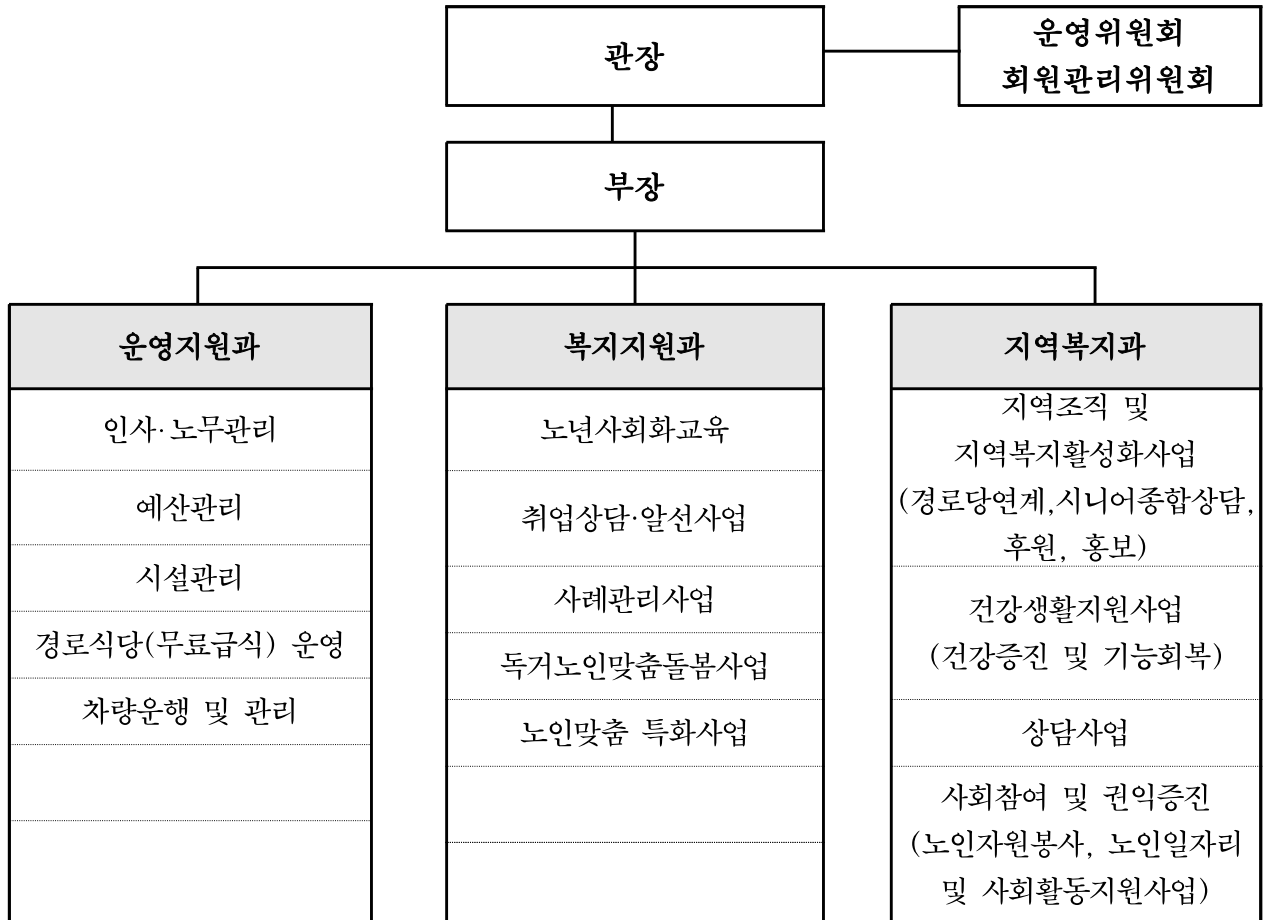 관장
운영위원회
회원관리위원회
부장
운영지원과
인사·노무관리
예산관리
시설관리
경로식당(무료급식) 운영
차량운행 및 관리
복지지원과
노년사회화교육
취업상담·알선사업
사례관리사업
독거노인맞춤돌봄사업
노인맞춤 특화사업
지역복지과
지역조직 및
지역복지활성화사업
(경로당연계,시니어종합상담,
후원, 홍보)
건강생활지원사업
(건강증진 및 기능회복)
상담사업
사회참여 및 권익증진
(노인자원봉사, 노인일자리
및 사회활동지원사업)